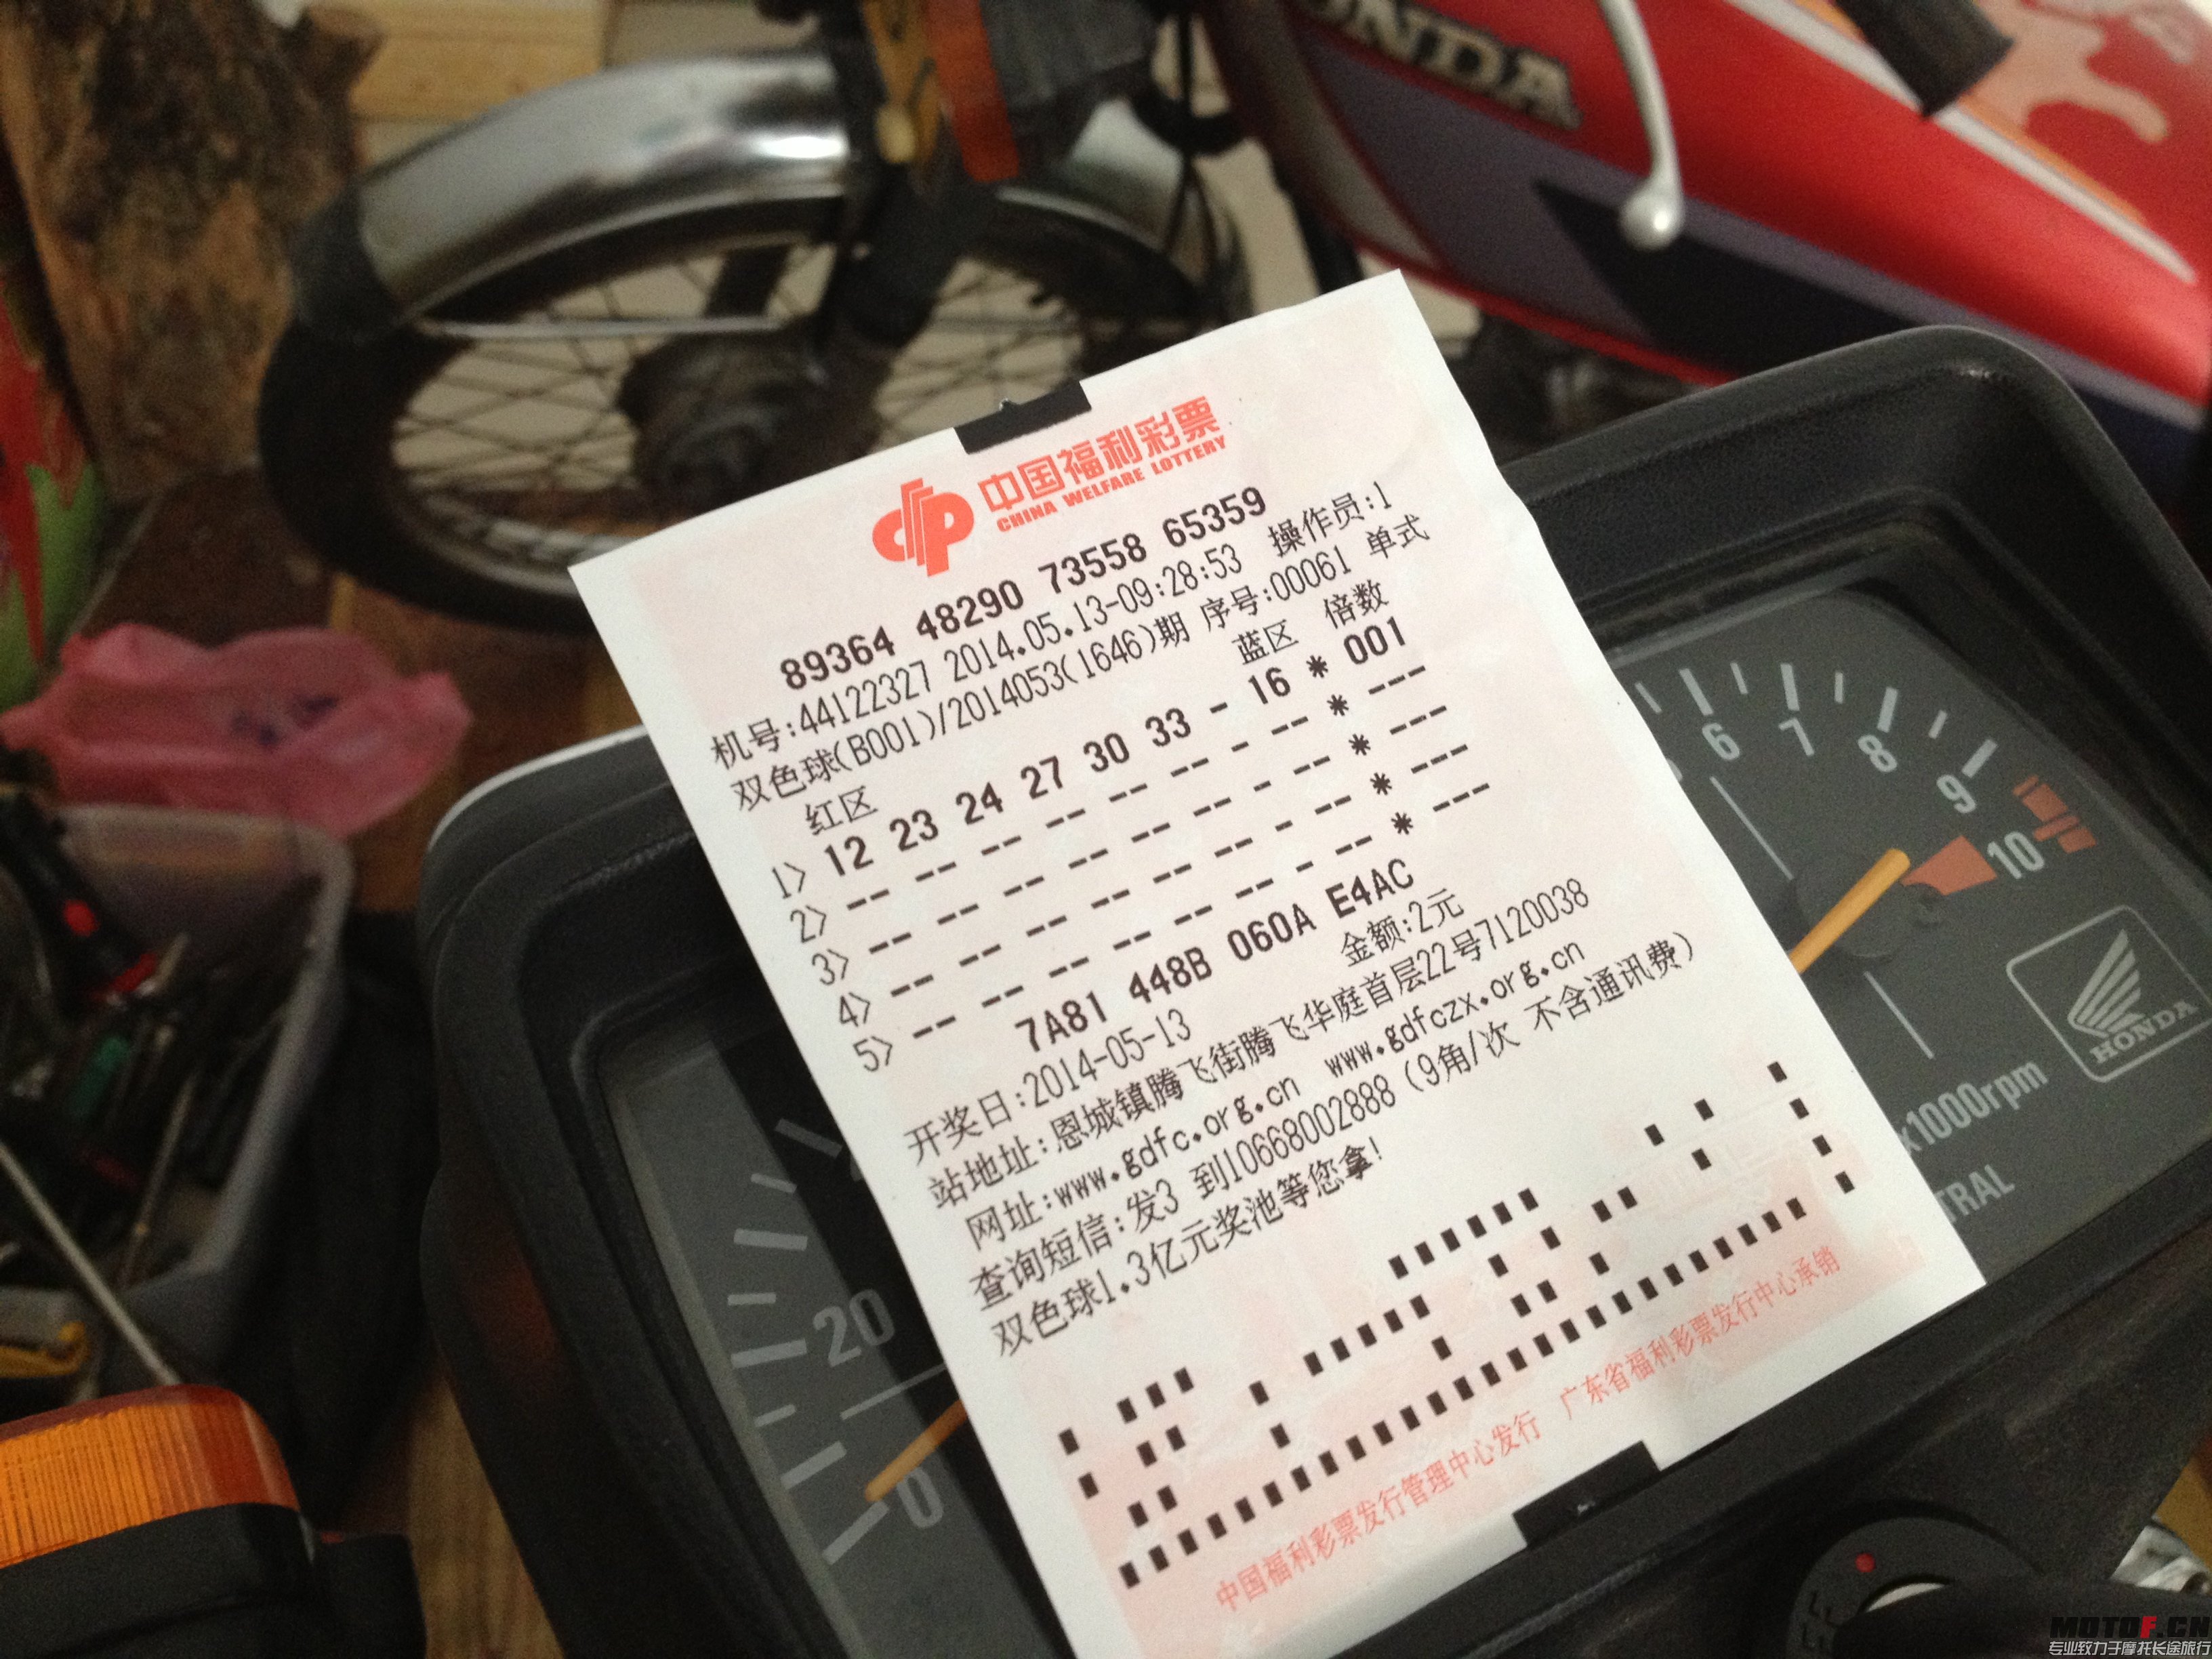 ONDA
中国福利彩票
CHINA WELFARE LOTTERY
89364 48290 73558 65359
机号:44122327 2014.05.13-09:28:53 操作员:1
双色球(B001)/2014053(1646)期 序号:00061 单式
红区 蓝区 倍数
1> 12 23 24 27 30 33 - 16 * 001
2> -- -- -- -- -- -- - -- * ---
3> -- -- -- -- -- -- - -- * ---
4> -- -- -- -- -- -- - -- * ---
5> -- -- -- -- -- -- - -- * ---
7A81 448B 060A E4AC
开奖日:2014-05-13 金额:2元
站地址:恩城镇腾飞街腾飞华庭首层22号7120038
网址:www.gdfc.org.cn www.gdfczx.org.cn
查询短信:发3 到10668002888 (9角/次 不含通讯费)
双色球1.3亿元奖池等您拿!
中国福利彩票发行管理中心发行 广东省福利彩票发行中心承销
6 7 8 9 10
HONDA
x1000rpm
TRAL
20
0
MOTOF.CN
专业致力于摩托长途旅行